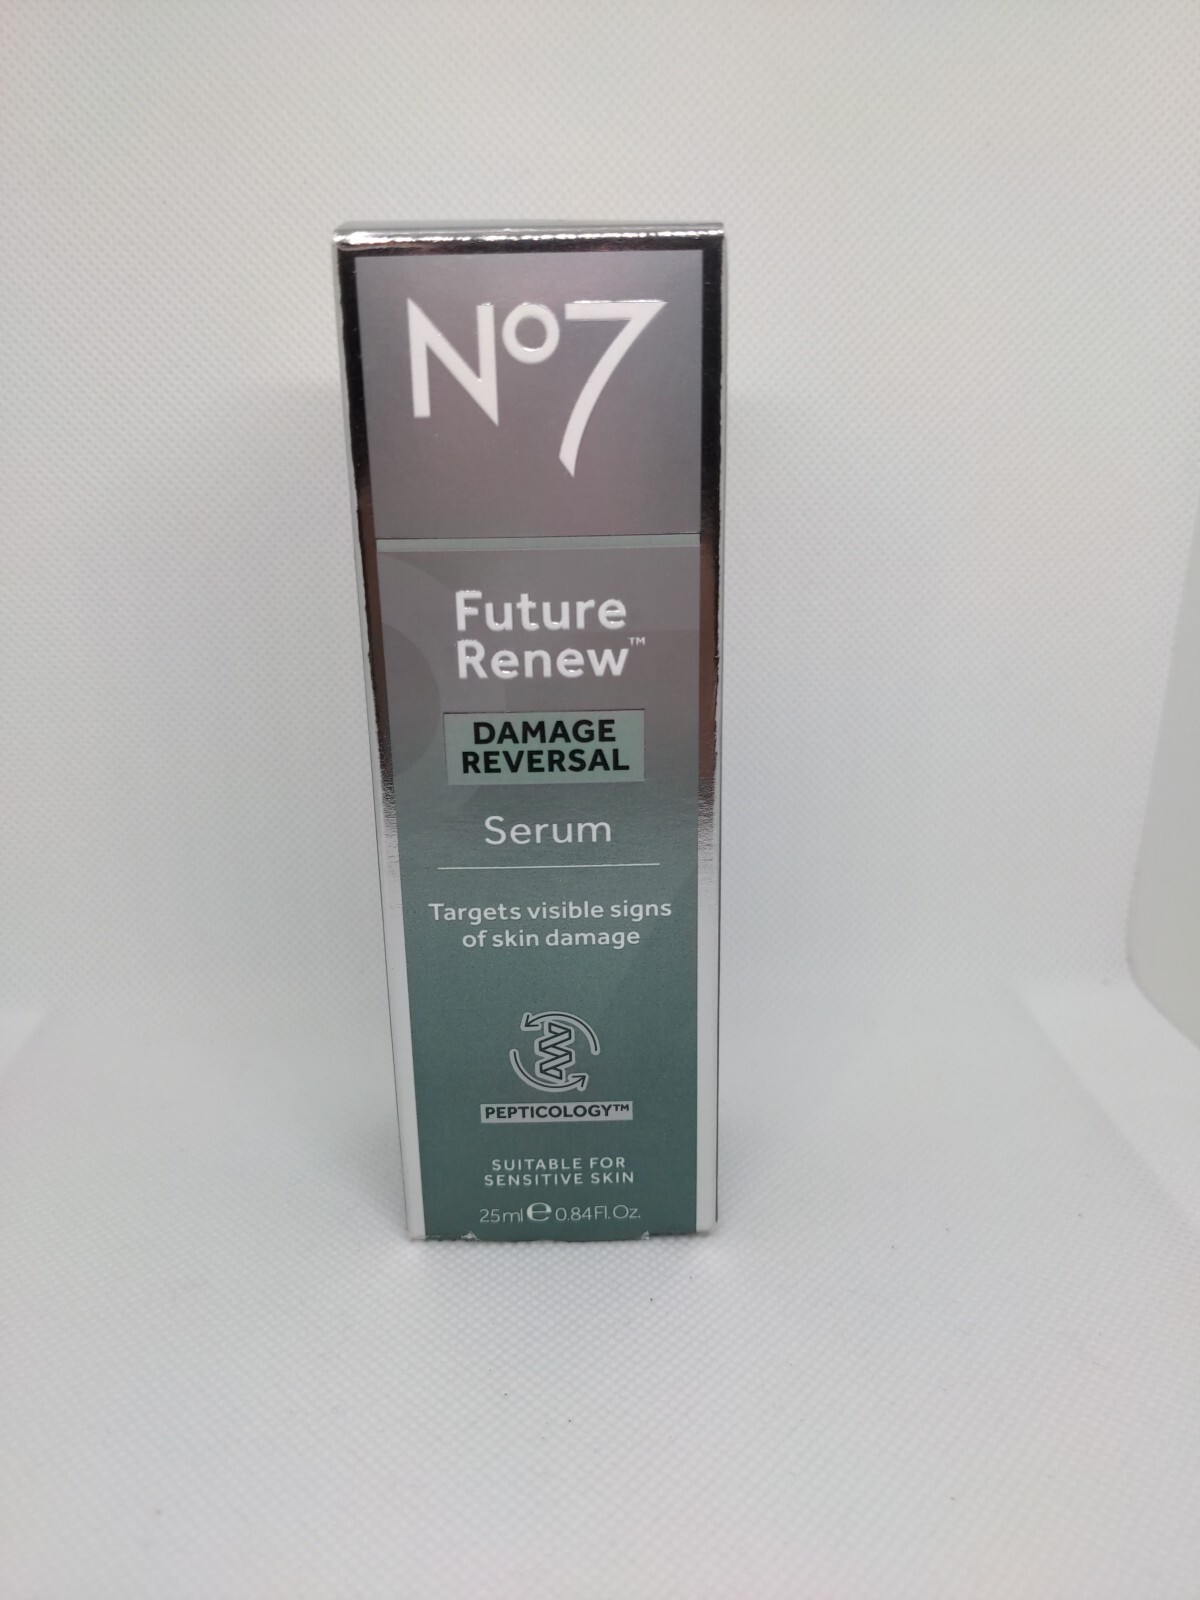 Nº7
Future
Renew™
DAMAGE
REVERSAL
Serum
Targets visible signs
of skin damage
PEPTICOLOGY™
SUITABLE FOR
SENSITIVE SKIN
25ml ℮ 0.84Fl.Oz.